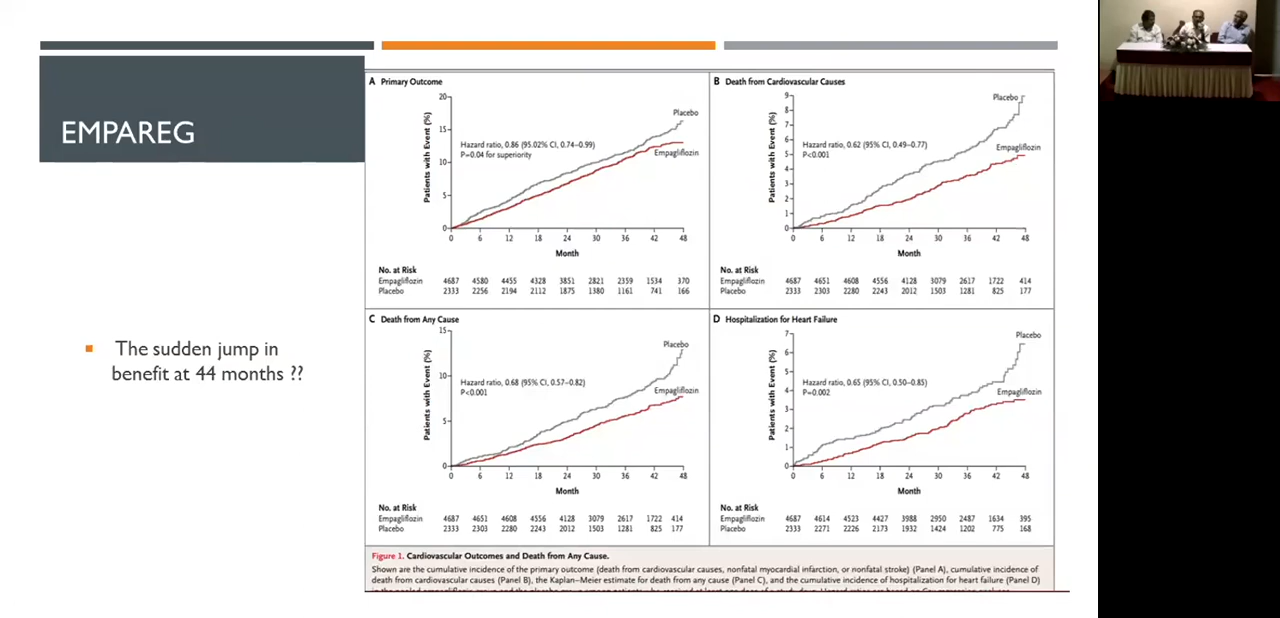 EMPAREG
The sudden jump in
benefit at 44 months ??
A Primary Outcome
20
15
10
5
0
Patients with Event (%)
Hazard ratio, 0.86 (95.02% CI, 0.74–0.99)
P=0.04 for superiority
Placebo
Empagliflozin
0 6 12 18 24 30 36 42 48
Month
No. at Risk
Empagliflozin 4687 4580 4455 4328 3851 2821 2359 1534 370
Placebo 2333 2256 2194 2112 1875 1380 1161 741 166
B Death from Cardiovascular Causes
9
8
7
6
5
4
3
2
1
0
Patients with Event (%)
Hazard ratio, 0.62 (95% CI, 0.49–0.77)
P<0.001
Placebo
Empagliflozin
0 6 12 18 24 30 36 42 48
Month
No. at Risk
Empagliflozin 4687 4651 4608 4556 4128 3079 2617 1722 414
Placebo 2333 2303 2280 2243 2012 1503 1281 825 177
C Death from Any Cause
15
10
5
0
Patients with Event (%)
Hazard ratio, 0.68 (95% CI, 0.57–0.82)
P<0.001
Placebo
Empagliflozin
0 6 12 18 24 30 36 42 48
Month
No. at Risk
Empagliflozin 4687 4651 4608 4556 4128 3079 2617 1722 414
Placebo 2333 2303 2280 2243 2012 1503 1281 825 177
D Hospitalization for Heart Failure
7
6
5
4
3
2
1
0
Patients with Event (%)
Hazard ratio, 0.65 (95% CI, 0.50–0.85)
P=0.002
Placebo
Empagliflozin
0 6 12 18 24 30 36 42 48
Month
No. at Risk
Empagliflozin 4687 4614 4523 4427 3988 2950 2487 1634 395
Placebo 2333 2271 2226 2173 1932 1424 1202 775 168
Figure 1. Cardiovascular Outcomes and Death from Any Cause.
Shown are the cumulative incidence of the primary outcome (death from cardiovascular causes, nonfatal myocardial infarction, or nonfatal stroke) (Panel A), cumulative incidence of
death from cardiovascular causes (Panel B), the Kaplan–Meier estimate for death from any cause (Panel C), and the cumulative incidence of hospitalization for heart failure (Panel D)